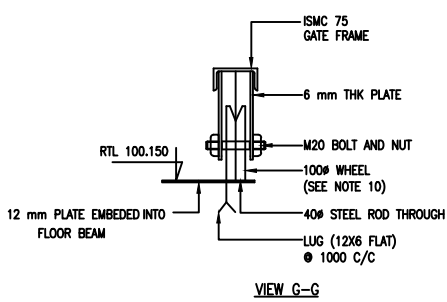 ISMC 75
GATE FRAME
6 mm THK PLATE
M20 BOLT AND NUT
RTL 100.150
100ø WHEEL
(SEE NOTE 10)
12 mm PLATE EMBEDED INTO
FLOOR BEAM
40ø STEEL ROD THROUGH
LUG (12X6 FLAT)
@ 1000 C/C
VIEW G-G